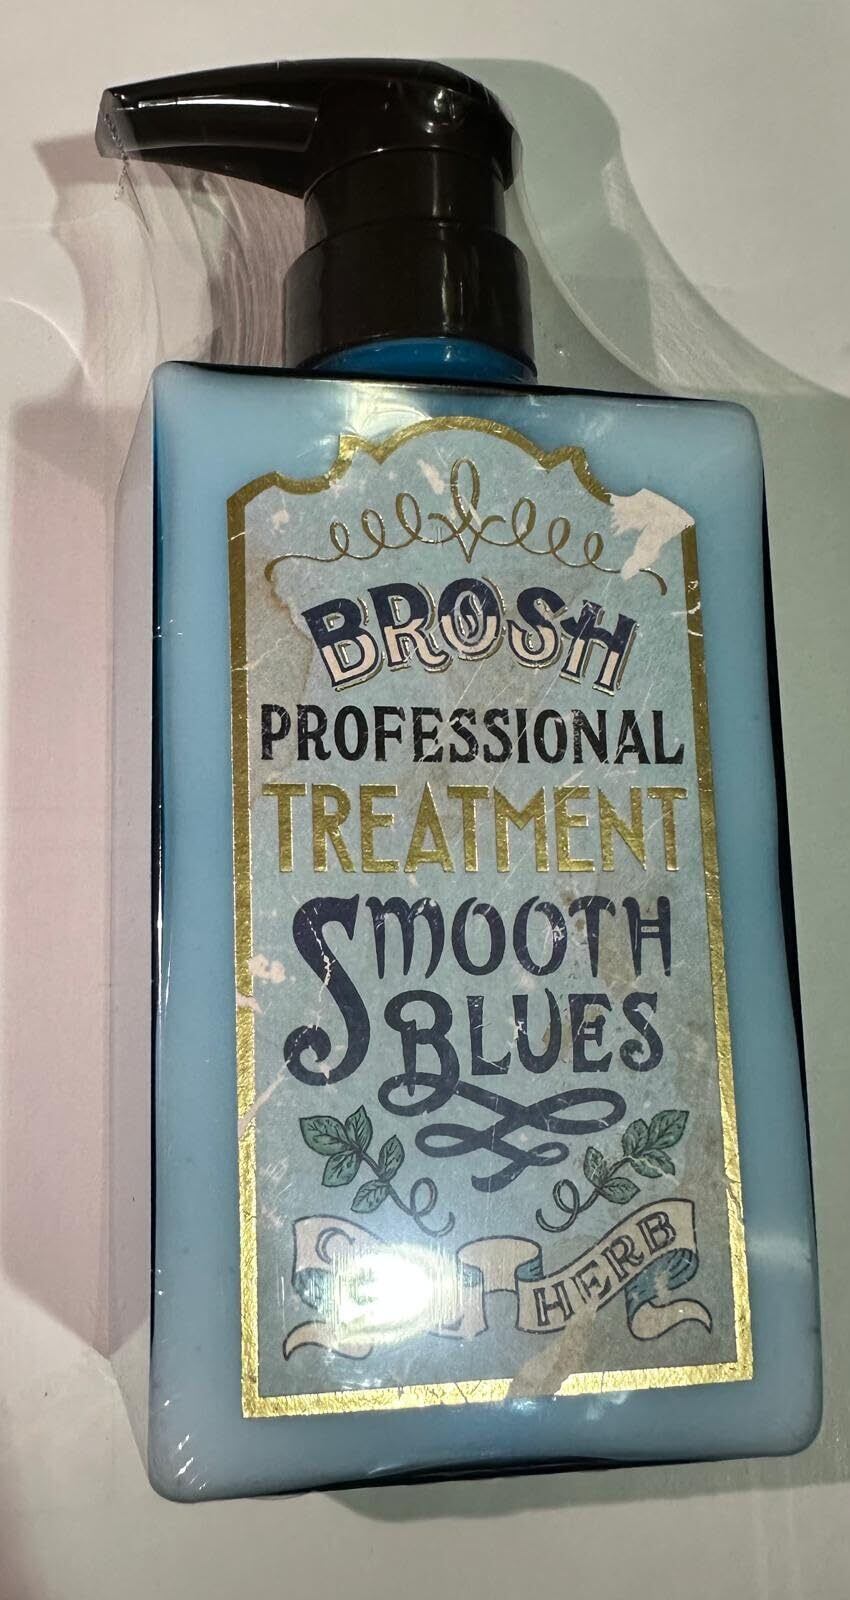 BROSH
PROFESSIONAL
TREATMENT
SMOOTH
BLUES
HERB